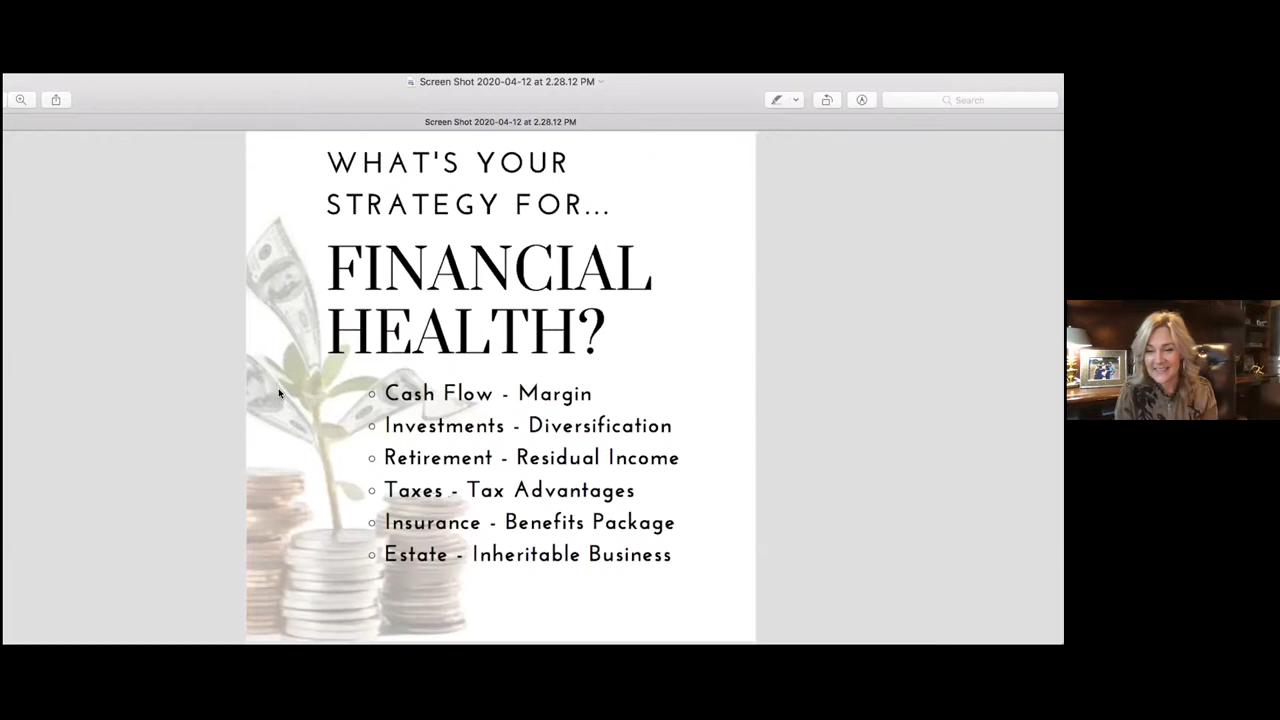 Screen Shot 2020-04-12 at 2.28.12 PM
Search
Screen Shot 2020-04-12 at 2.28.12 PM
WHAT'S YOUR
STRATEGY FOR...
FINANCIAL
HEALTH?
Cash Flow - Margin
Investments - Diversification
Retirement - Residual Income
Taxes - Tax Advantages
Insurance - Benefits Package
Estate - Inheritable Business